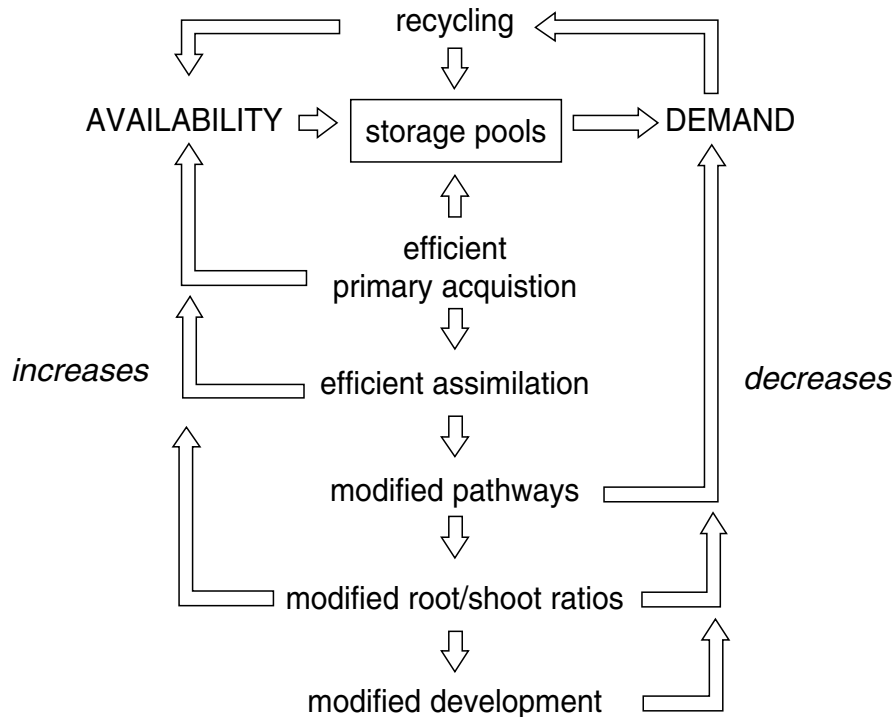 recycling
AVAILABILITY
storage pools
DEMAND
efficient
primary acquistion
increases
efficient assimilation
decreases
modified pathways
modified root/shoot ratios
modified development